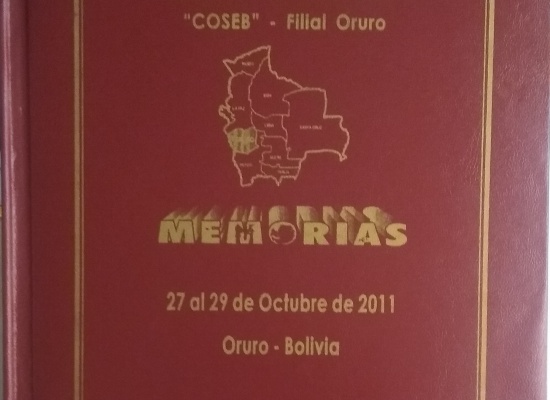 "COSEB" - Filial Oruro
MEMORIAS
27 al 29 de Octubre de 2011
Oruro - Bolivia